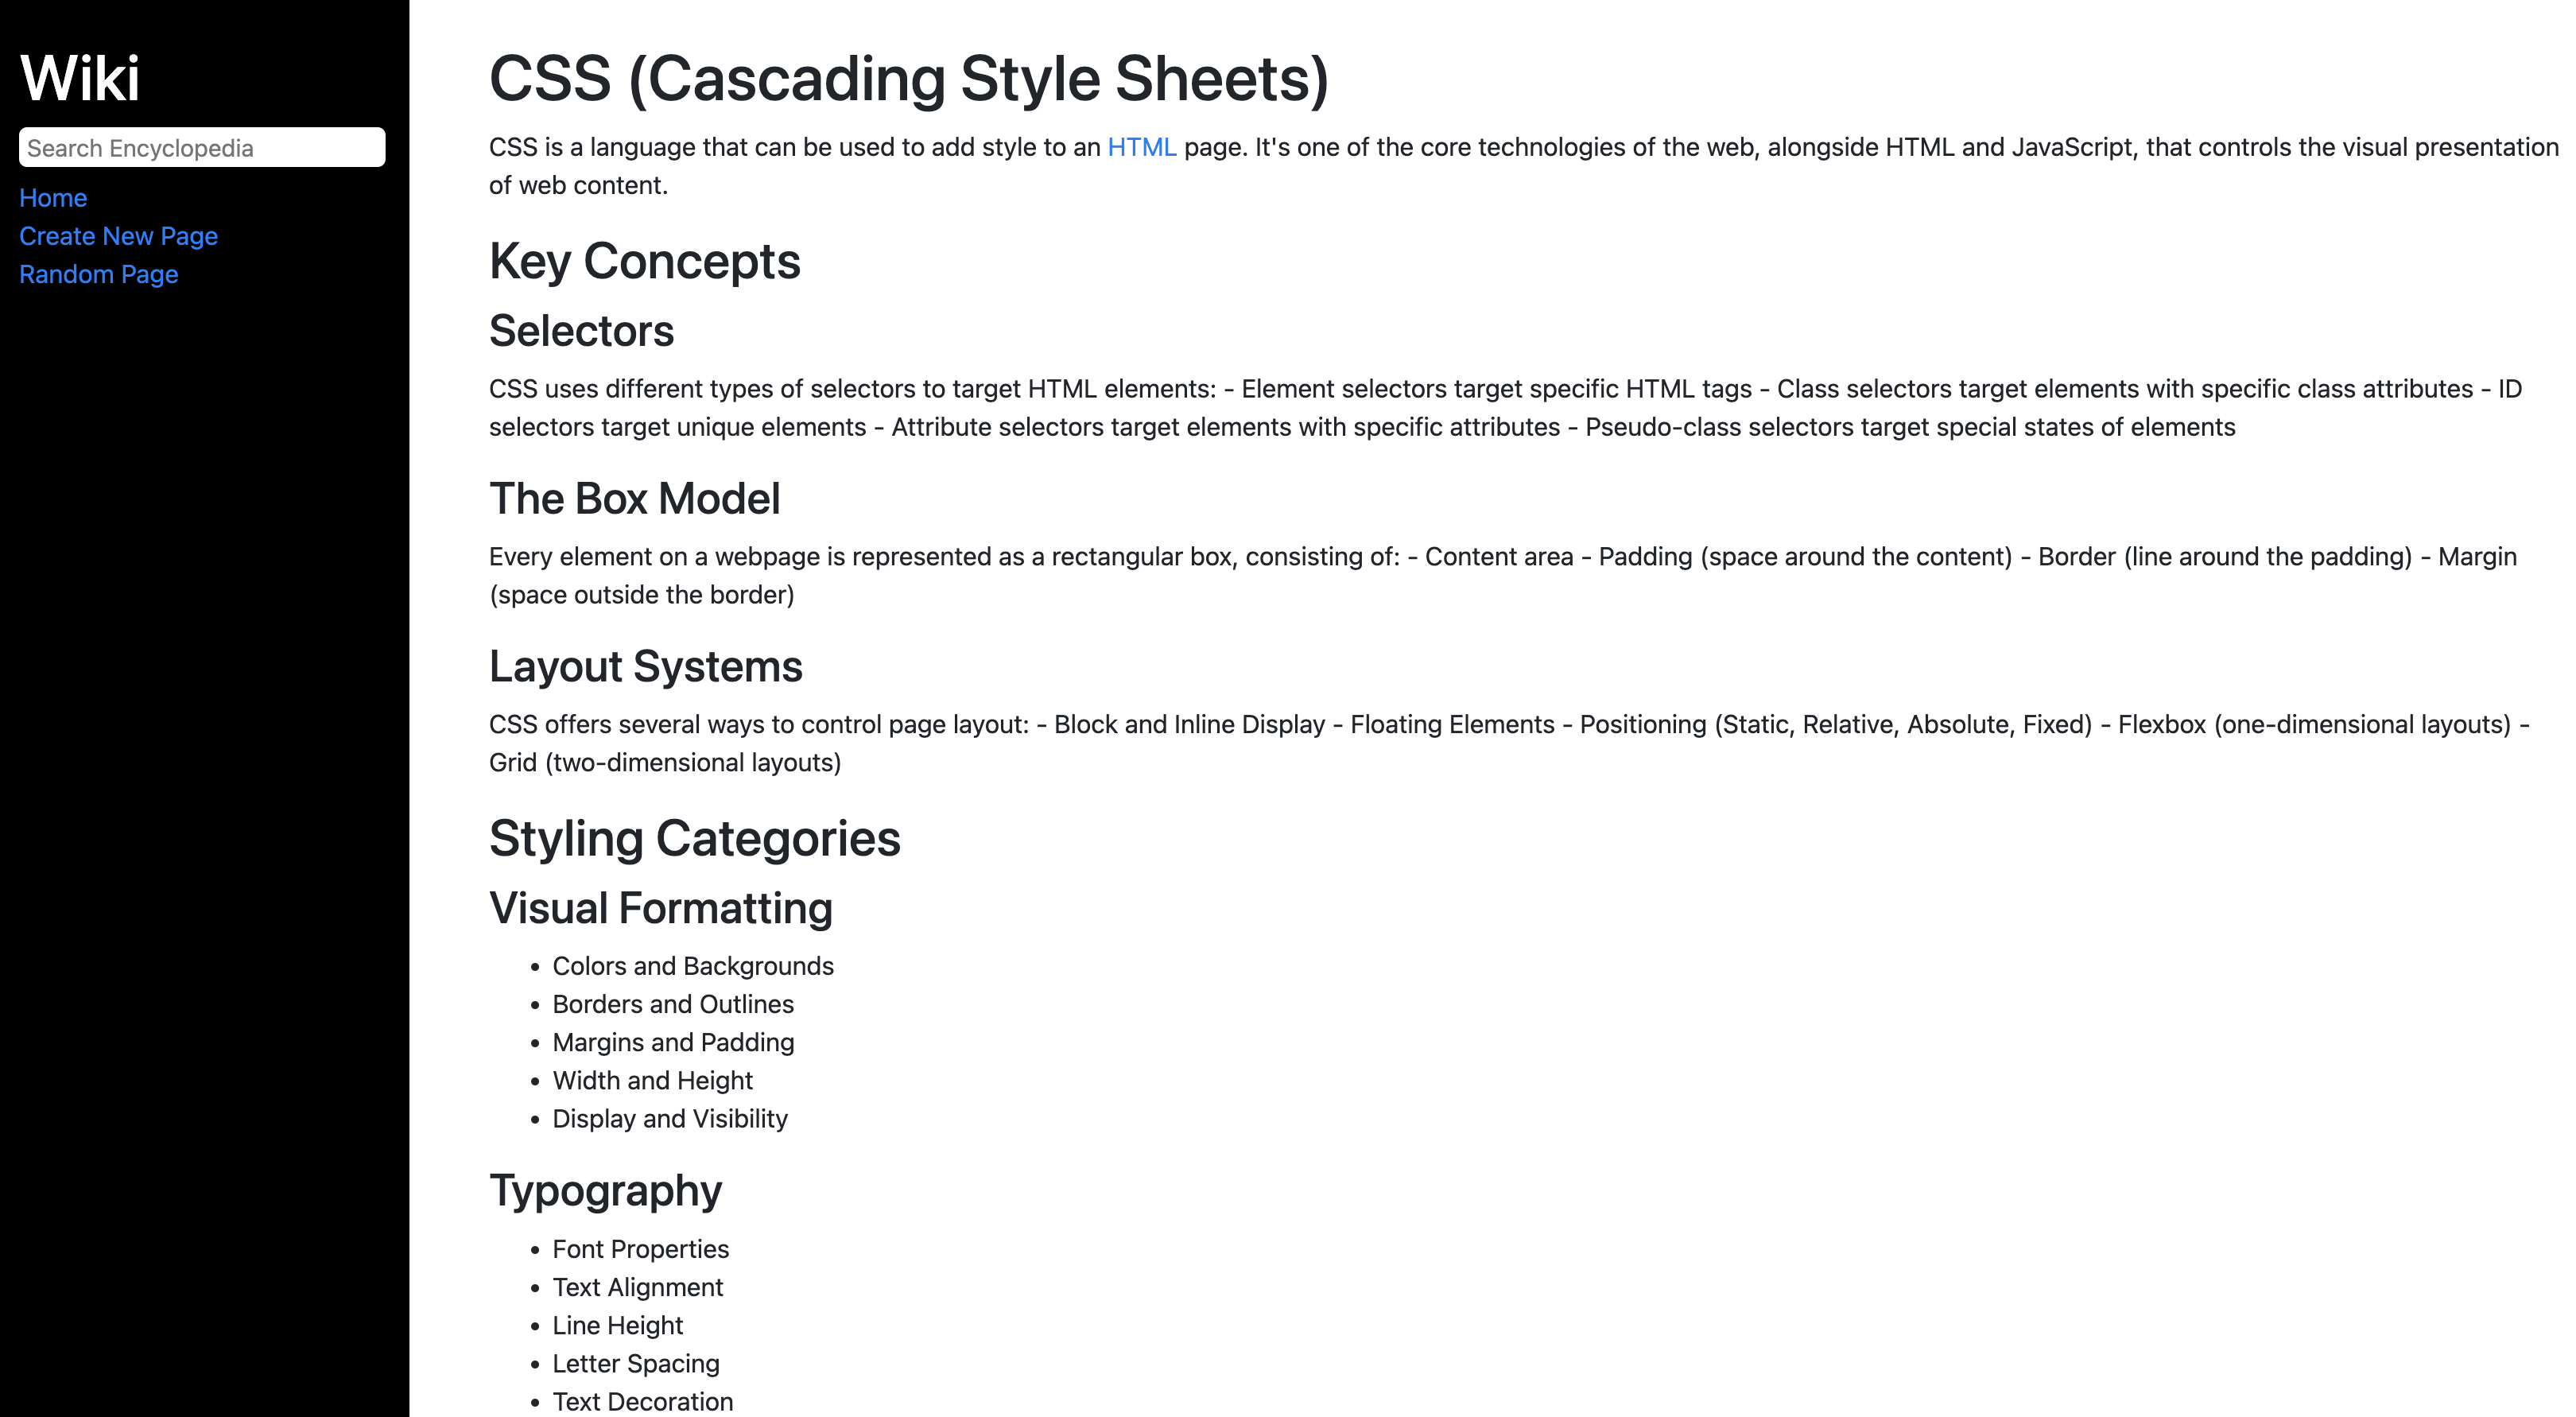 Wiki
Search Encyclopedia
Home
Create New Page
Random Page
CSS (Cascading Style Sheets)
CSS is a language that can be used to add style to an HTML page. It's one of the core technologies of the web, alongside HTML and JavaScript, that controls the visual presentation
of web content.
Key Concepts
Selectors
CSS uses different types of selectors to target HTML elements: - Element selectors target specific HTML tags - Class selectors target elements with specific class attributes - ID
selectors target unique elements - Attribute selectors target elements with specific attributes - Pseudo-class selectors target special states of elements
The Box Model
Every element on a webpage is represented as a rectangular box, consisting of: - Content area - Padding (space around the content) - Border (line around the padding) - Margin
(space outside the border)
Layout Systems
CSS offers several ways to control page layout: - Block and Inline Display - Floating Elements - Positioning (Static, Relative, Absolute, Fixed) - Flexbox (one-dimensional layouts) -
Grid (two-dimensional layouts)
Styling Categories
Visual Formatting
• Colors and Backgrounds
• Borders and Outlines
• Margins and Padding
• Width and Height
• Display and Visibility
Typography
• Font Properties
• Text Alignment
• Line Height
• Letter Spacing
• Text Decoration